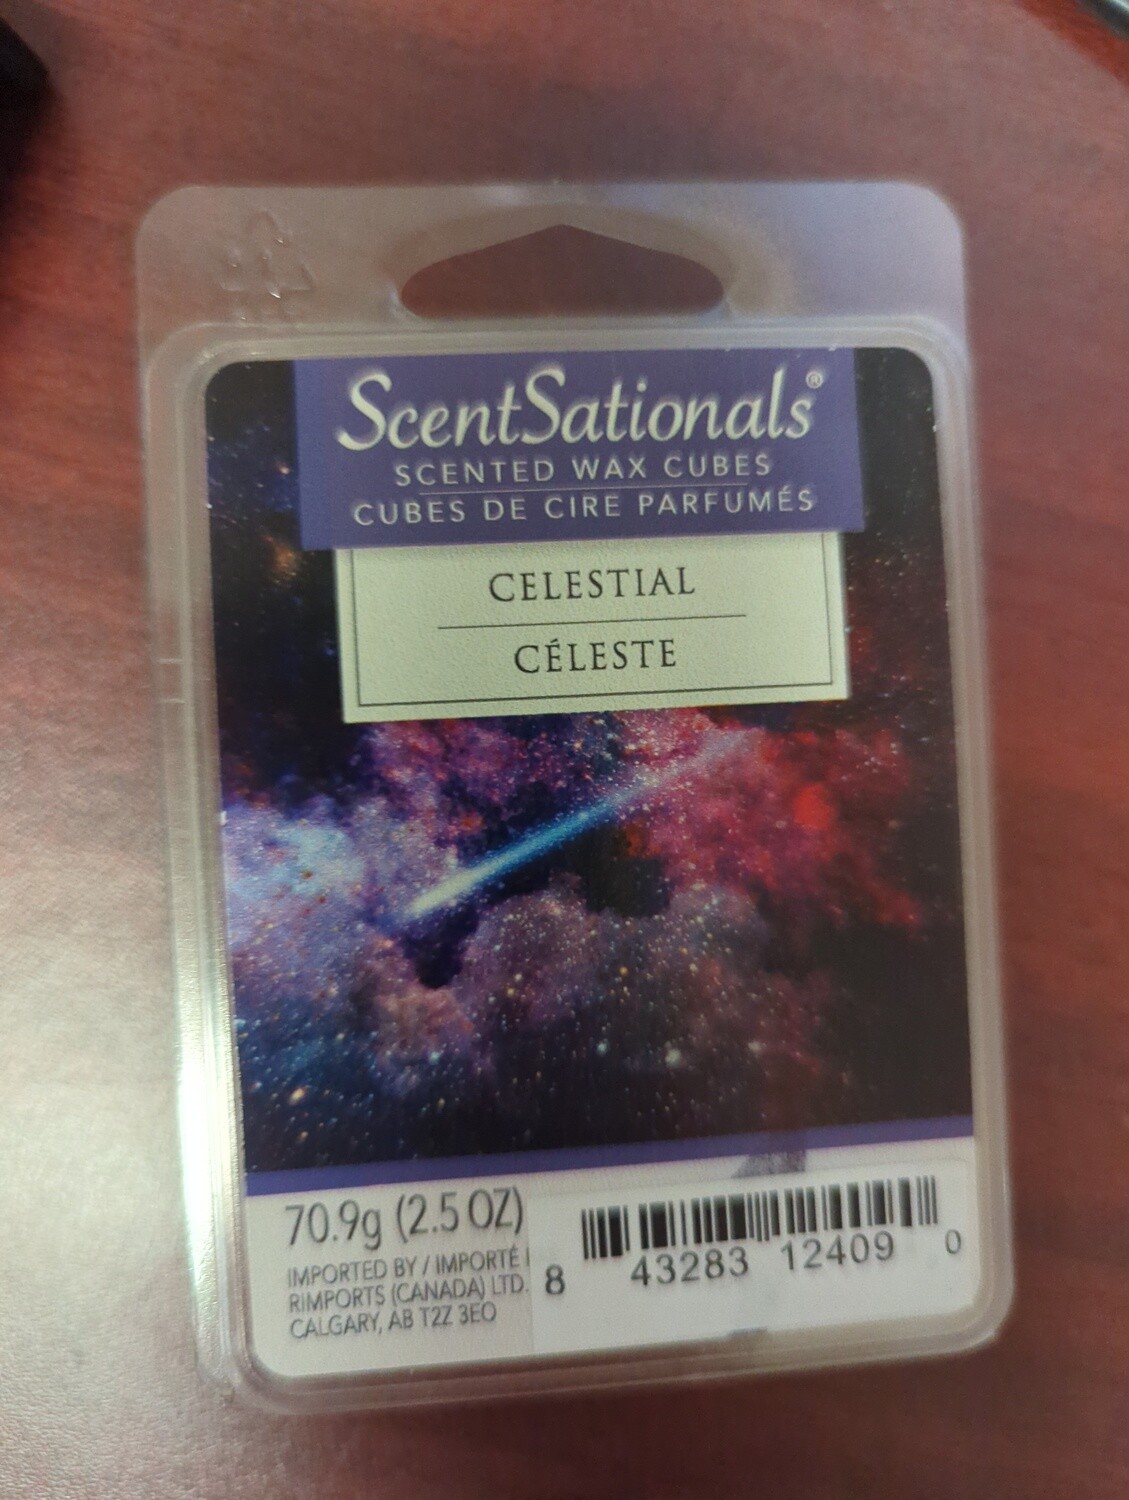 ScentSationals®
SCENTED WAX CUBES
CUBES DE CIRE PARFUMÉS
CELESTIAL
CÉLESTE
70.9g (2.5 OZ)
IMPORTED BY / IMPORTÉ
RIMPORTS (CANADA) LTD.
CALGARY, AB T2Z 3EO
8 43283 12409 0